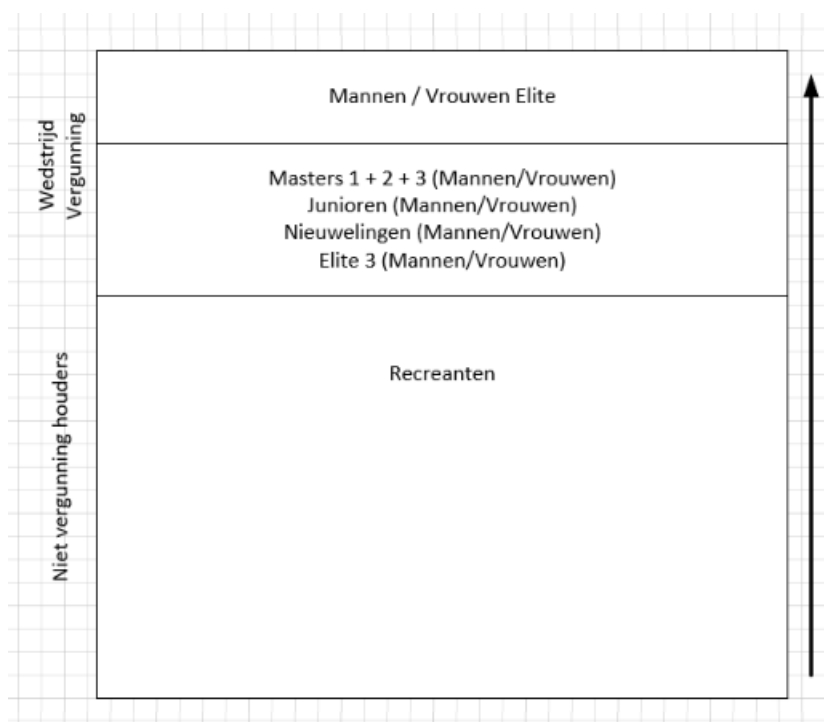 Mannen / Vrouwen Elite
Wedstrijd
Vergunning
Masters 1 + 2 + 3 (Mannen/Vrouwen)
Junioren (Mannen/Vrouwen)
Nieuwelingen (Mannen/Vrouwen)
Elite 3 (Mannen/Vrouwen)
Recreanten
Niet vergunning houders